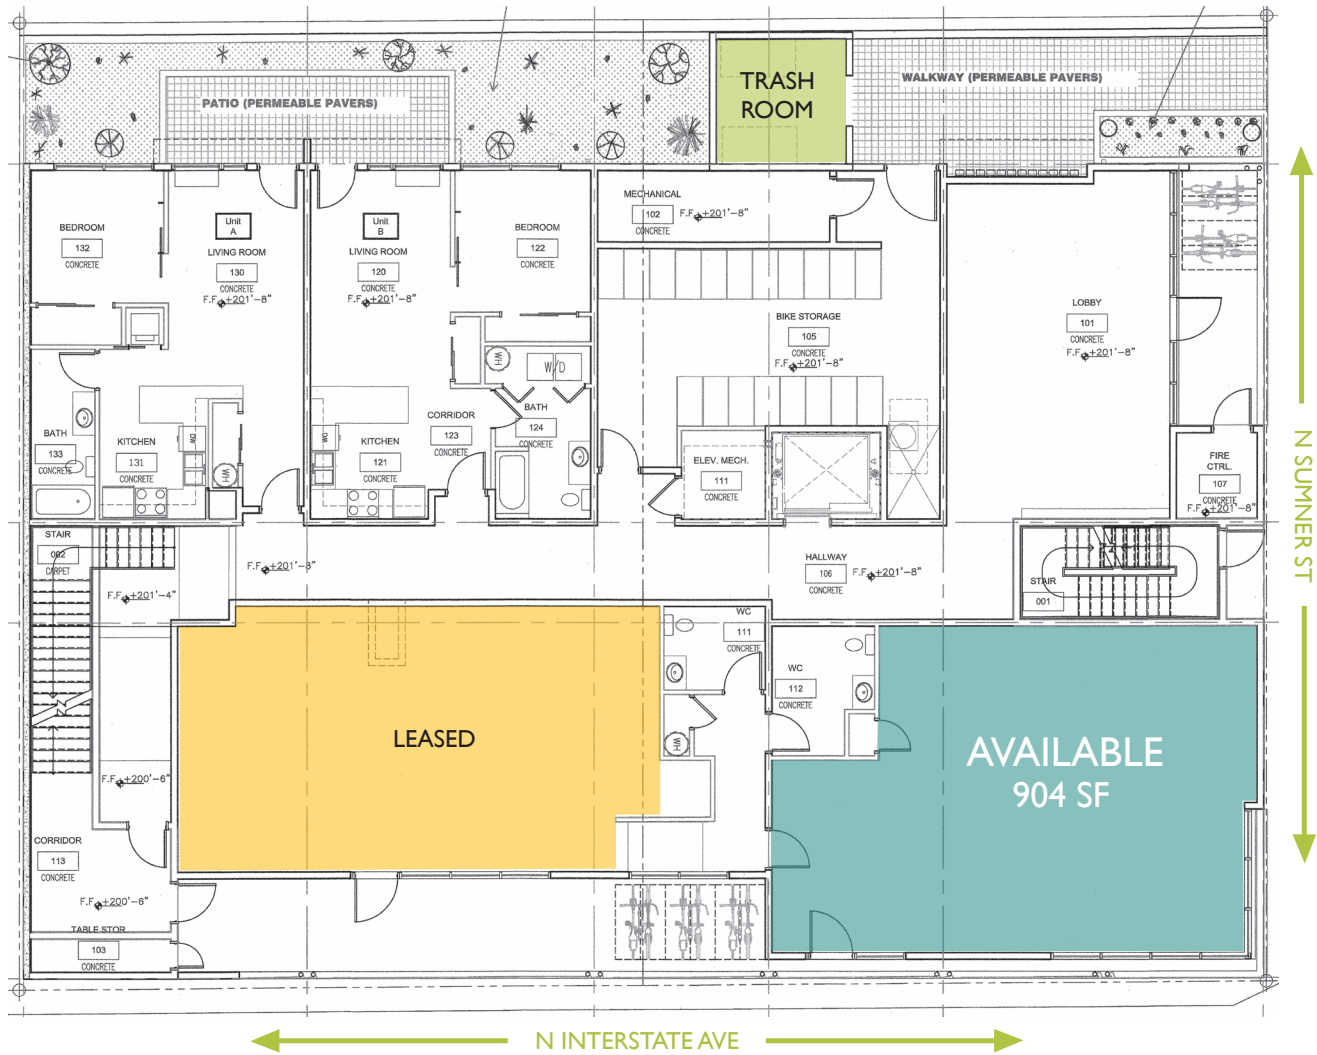 TRASH
ROOM
WALKWAY (PERMEABLE PAVERS)
PATIO (PERMEABLE PAVERS)
BEDROOM
132
CONCRETE
Unit
A
LIVING ROOM
130
CONCRETE
F.F. +201'-8"
Unit
B
LIVING ROOM
120
CONCRETE
F.F. +201'-8"
BEDROOM
122
CONCRETE
MECHANICAL
102
CONCRETE
F.F. +201'-8"
BIKE STORAGE
105
CONCRETE
F.F. +201'-8"
LOBBY
101
CONCRETE
F.F. +201'-8"
WH
W/D
BATH
133
CONCRETE
KITCHEN
131
CONCRETE
DW
WH
DW
KITCHEN
121
CONCRETE
CORRIDOR
123
CONCRETE
BATH
124
CONCRETE
ELEV. MECH.
111
CONCRETE
FIRE
CTRL.
107
CONCRETE
F.F. +201'-8"
N SUMNER ST
STAIR
002
CARPET
F.F. +201'-4"
F.F. +201'-8"
HALLWAY
106
CONCRETE
F.F. +201'-8"
STAIR
001
WC
111
CONCRETE
WC
112
CONCRETE
WH
LEASED
AVAILABLE
904 SF
F.F. +200'-6"
CORRIDOR
113
CONCRETE
F.F. +200'-6"
TABLE STOR
103
CONCRETE
N INTERSTATE AVE